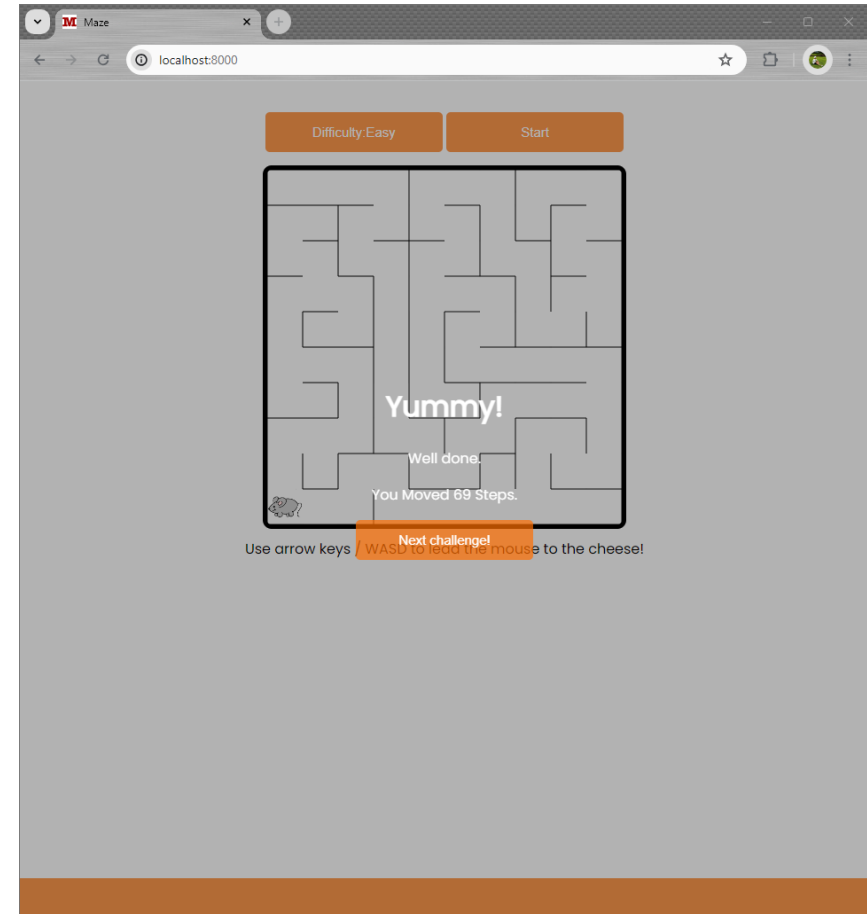 M Maze
localhost:8000
Difficulty:Easy
Start
Yummy!
Well done.
You Moved 69 Steps.
Next challenge!
Use arrow keys / WASD to lead the mouse to the cheese!